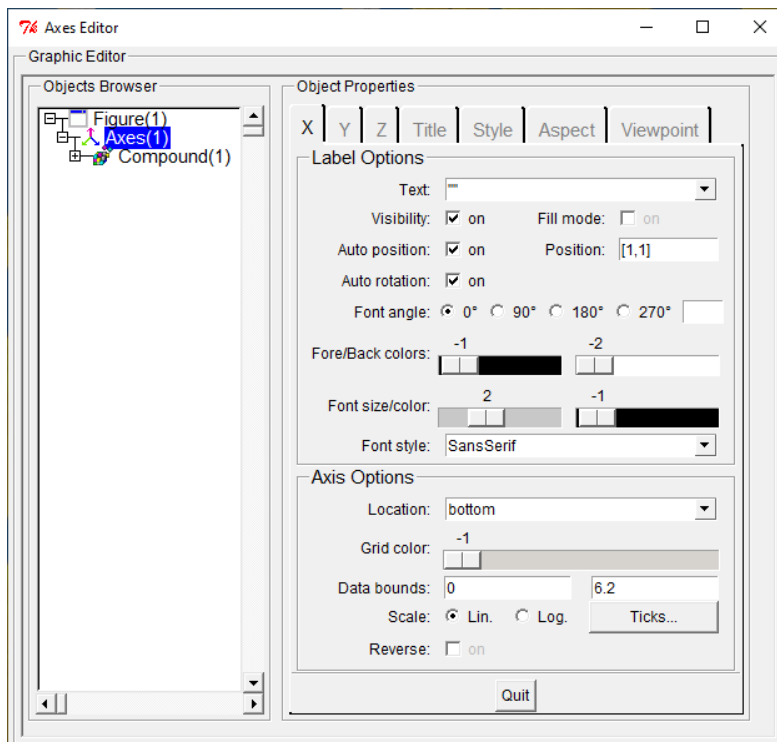 Axes Editor
Graphic Editor
Objects Browser
Figure(1)
Axes(1)
Compound(1)
Object Properties
X Y Z Title Style Aspect Viewpoint
Label Options
Text: ""
Visibility: on Fill mode: on
Auto position: on Position: [1,1]
Auto rotation: on
Font angle: 0° 90° 180° 270°
-1 -2
Fore/Back colors:
2 -1
Font size/color:
Font style: SansSerif
Axis Options
Location: bottom
-1
Grid color:
Data bounds: 0 6.2
Scale: Lin. Log. Ticks...
Reverse: on
Quit